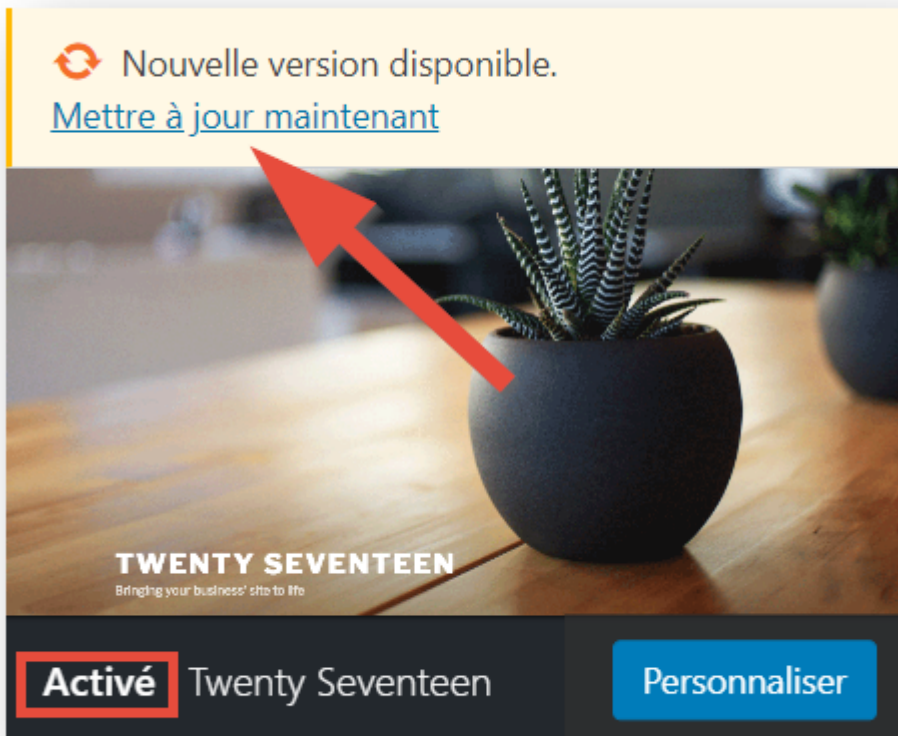 Nouvelle version disponible.
Mettre à jour maintenant
TWENTY SEVENTEEN
Bringing your business' site to life
Activé Twenty Seventeen
Personnaliser